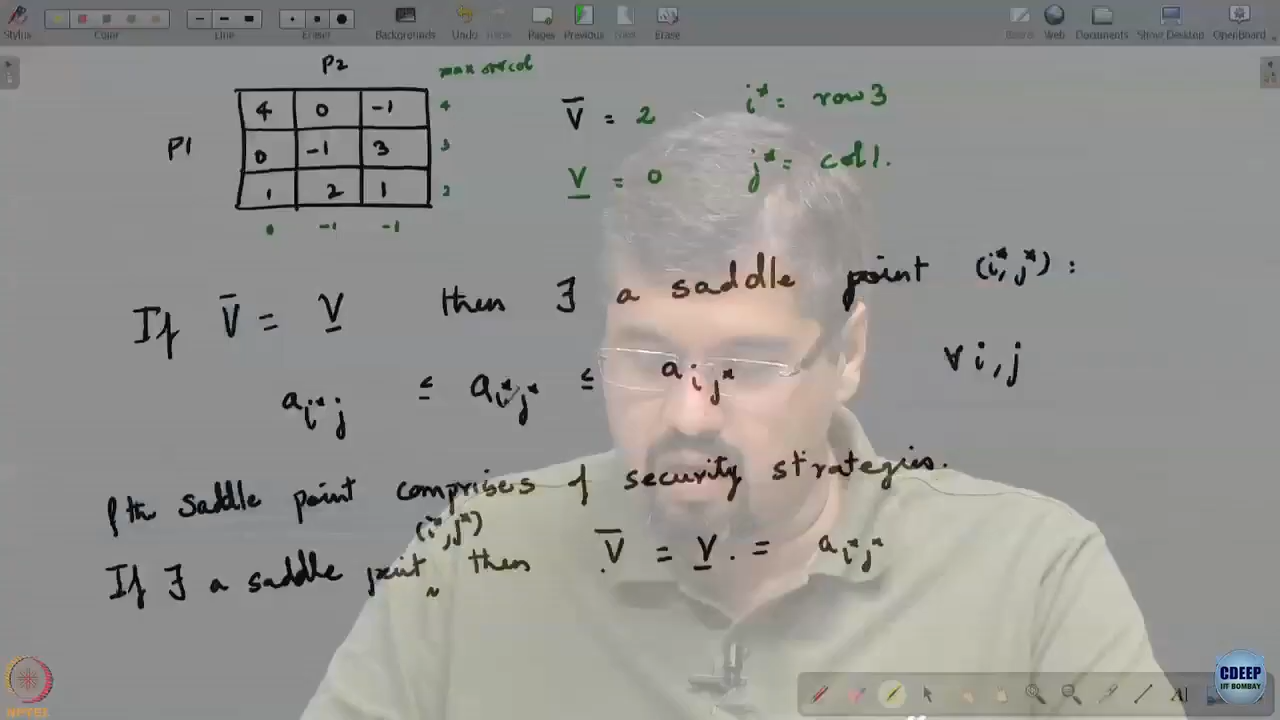 Stylus Color Line Eraser Backgrounds Undo Pages Previous Erase Board Web Documents Show Desktop OpenBoard
P2
max over col
4 0 -1 4
P1 0 -1 3 3
1 2 1 2
0 -1 -1
V̅ = 2 i* = row 3
V̲ = 0 j* = col 1.
If V̅ = V̲ then ∃ a saddle point (i*, j*) :
a_{i*j} ≤ a_{i*j*} ≤ a_{ij*} ∀ i, j
& the saddle point comprises of security strategies.
If ∃ a saddle point (i*, j*) then V̅ = V̲ = a_{i*j*}
NPTEL
CDEEP
IIT BOMBAY